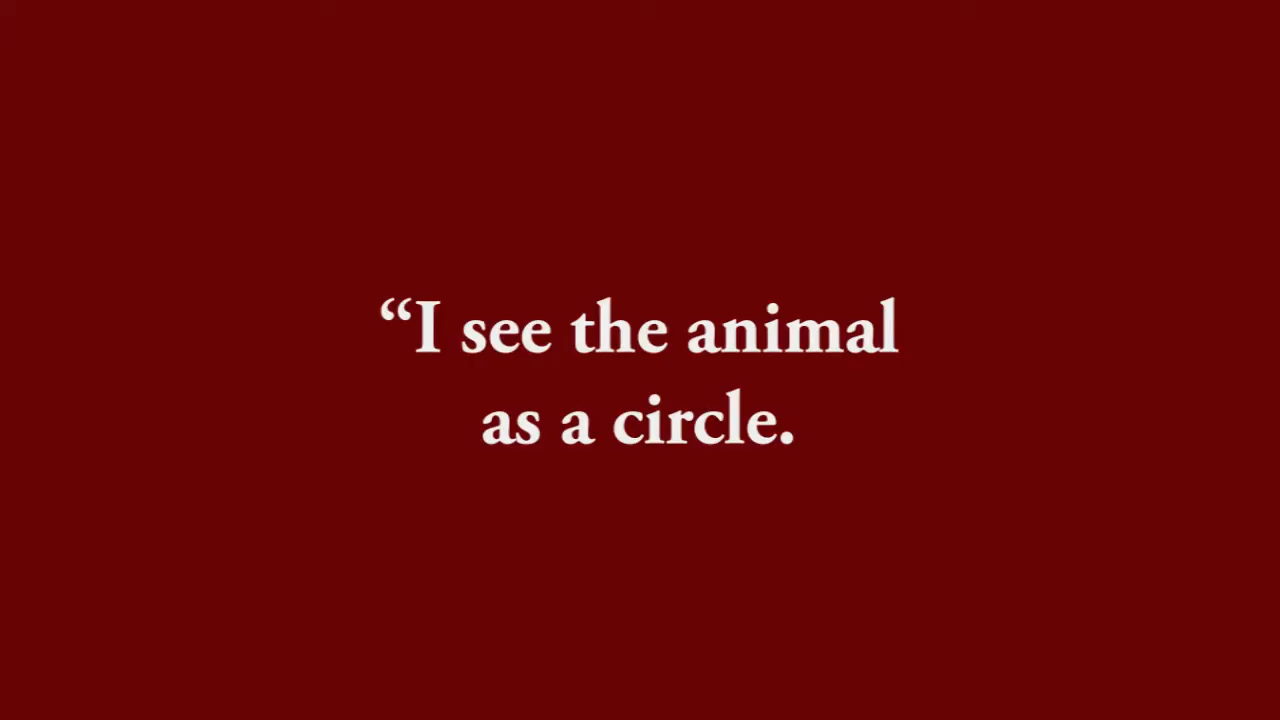 “I see the animal
as a circle.